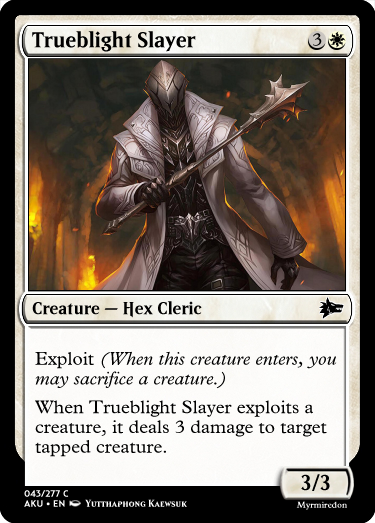 Trueblight Slayer 3
Creature — Hex Cleric
Exploit (When this creature enters, you
may sacrifice a creature.)
When Trueblight Slayer exploits a
creature, it deals 3 damage to target
tapped creature.
3/3
043/277 C
AKU • EN Yutthaphong Kaewsuk
Myrmiredon